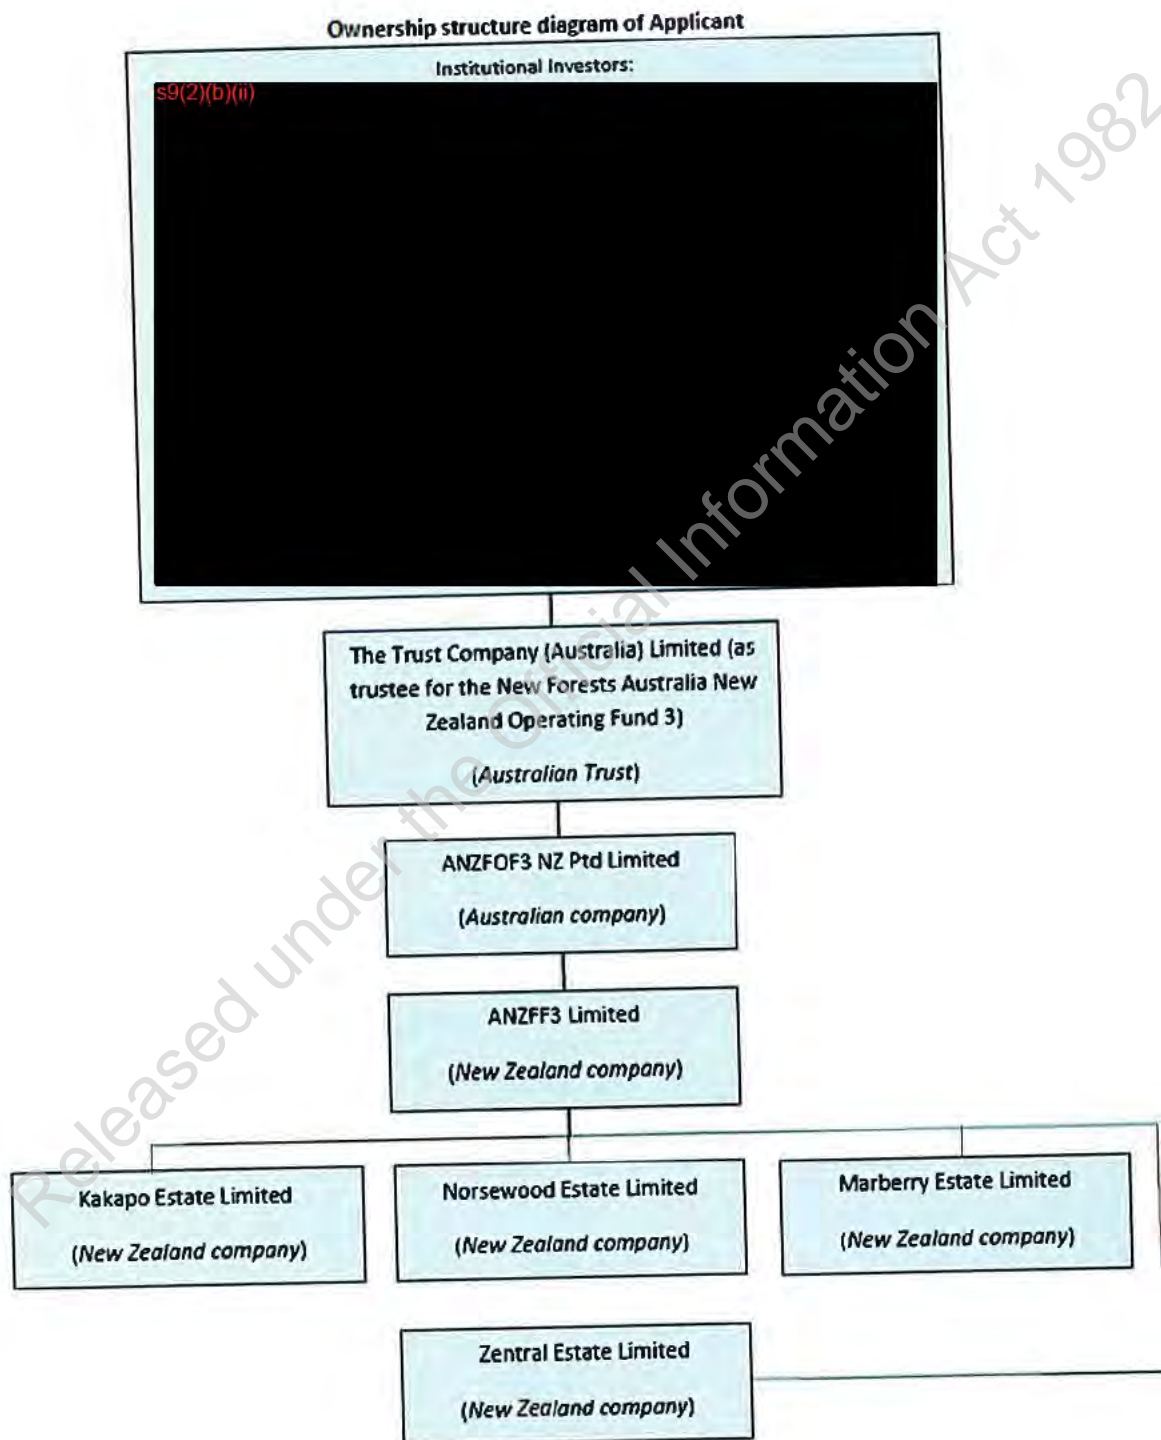 Ownership structure diagram of Applicant
Institutional Investors:
s9(2)(b)(ii)
The Trust Company (Australia) Limited (as
trustee for the New Forests Australia New
Zealand Operating Fund 3)
(Australian Trust)
ANZFOF3 NZ Ptd Limited
(Australian company)
ANZFF3 Limited
(New Zealand company)
Kakapo Estate Limited
(New Zealand company)
Norsewood Estate Limited
(New Zealand company)
Marberry Estate Limited
(New Zealand company)
Zentral Estate Limited
(New Zealand company)
Released under the Official Information Act 1982